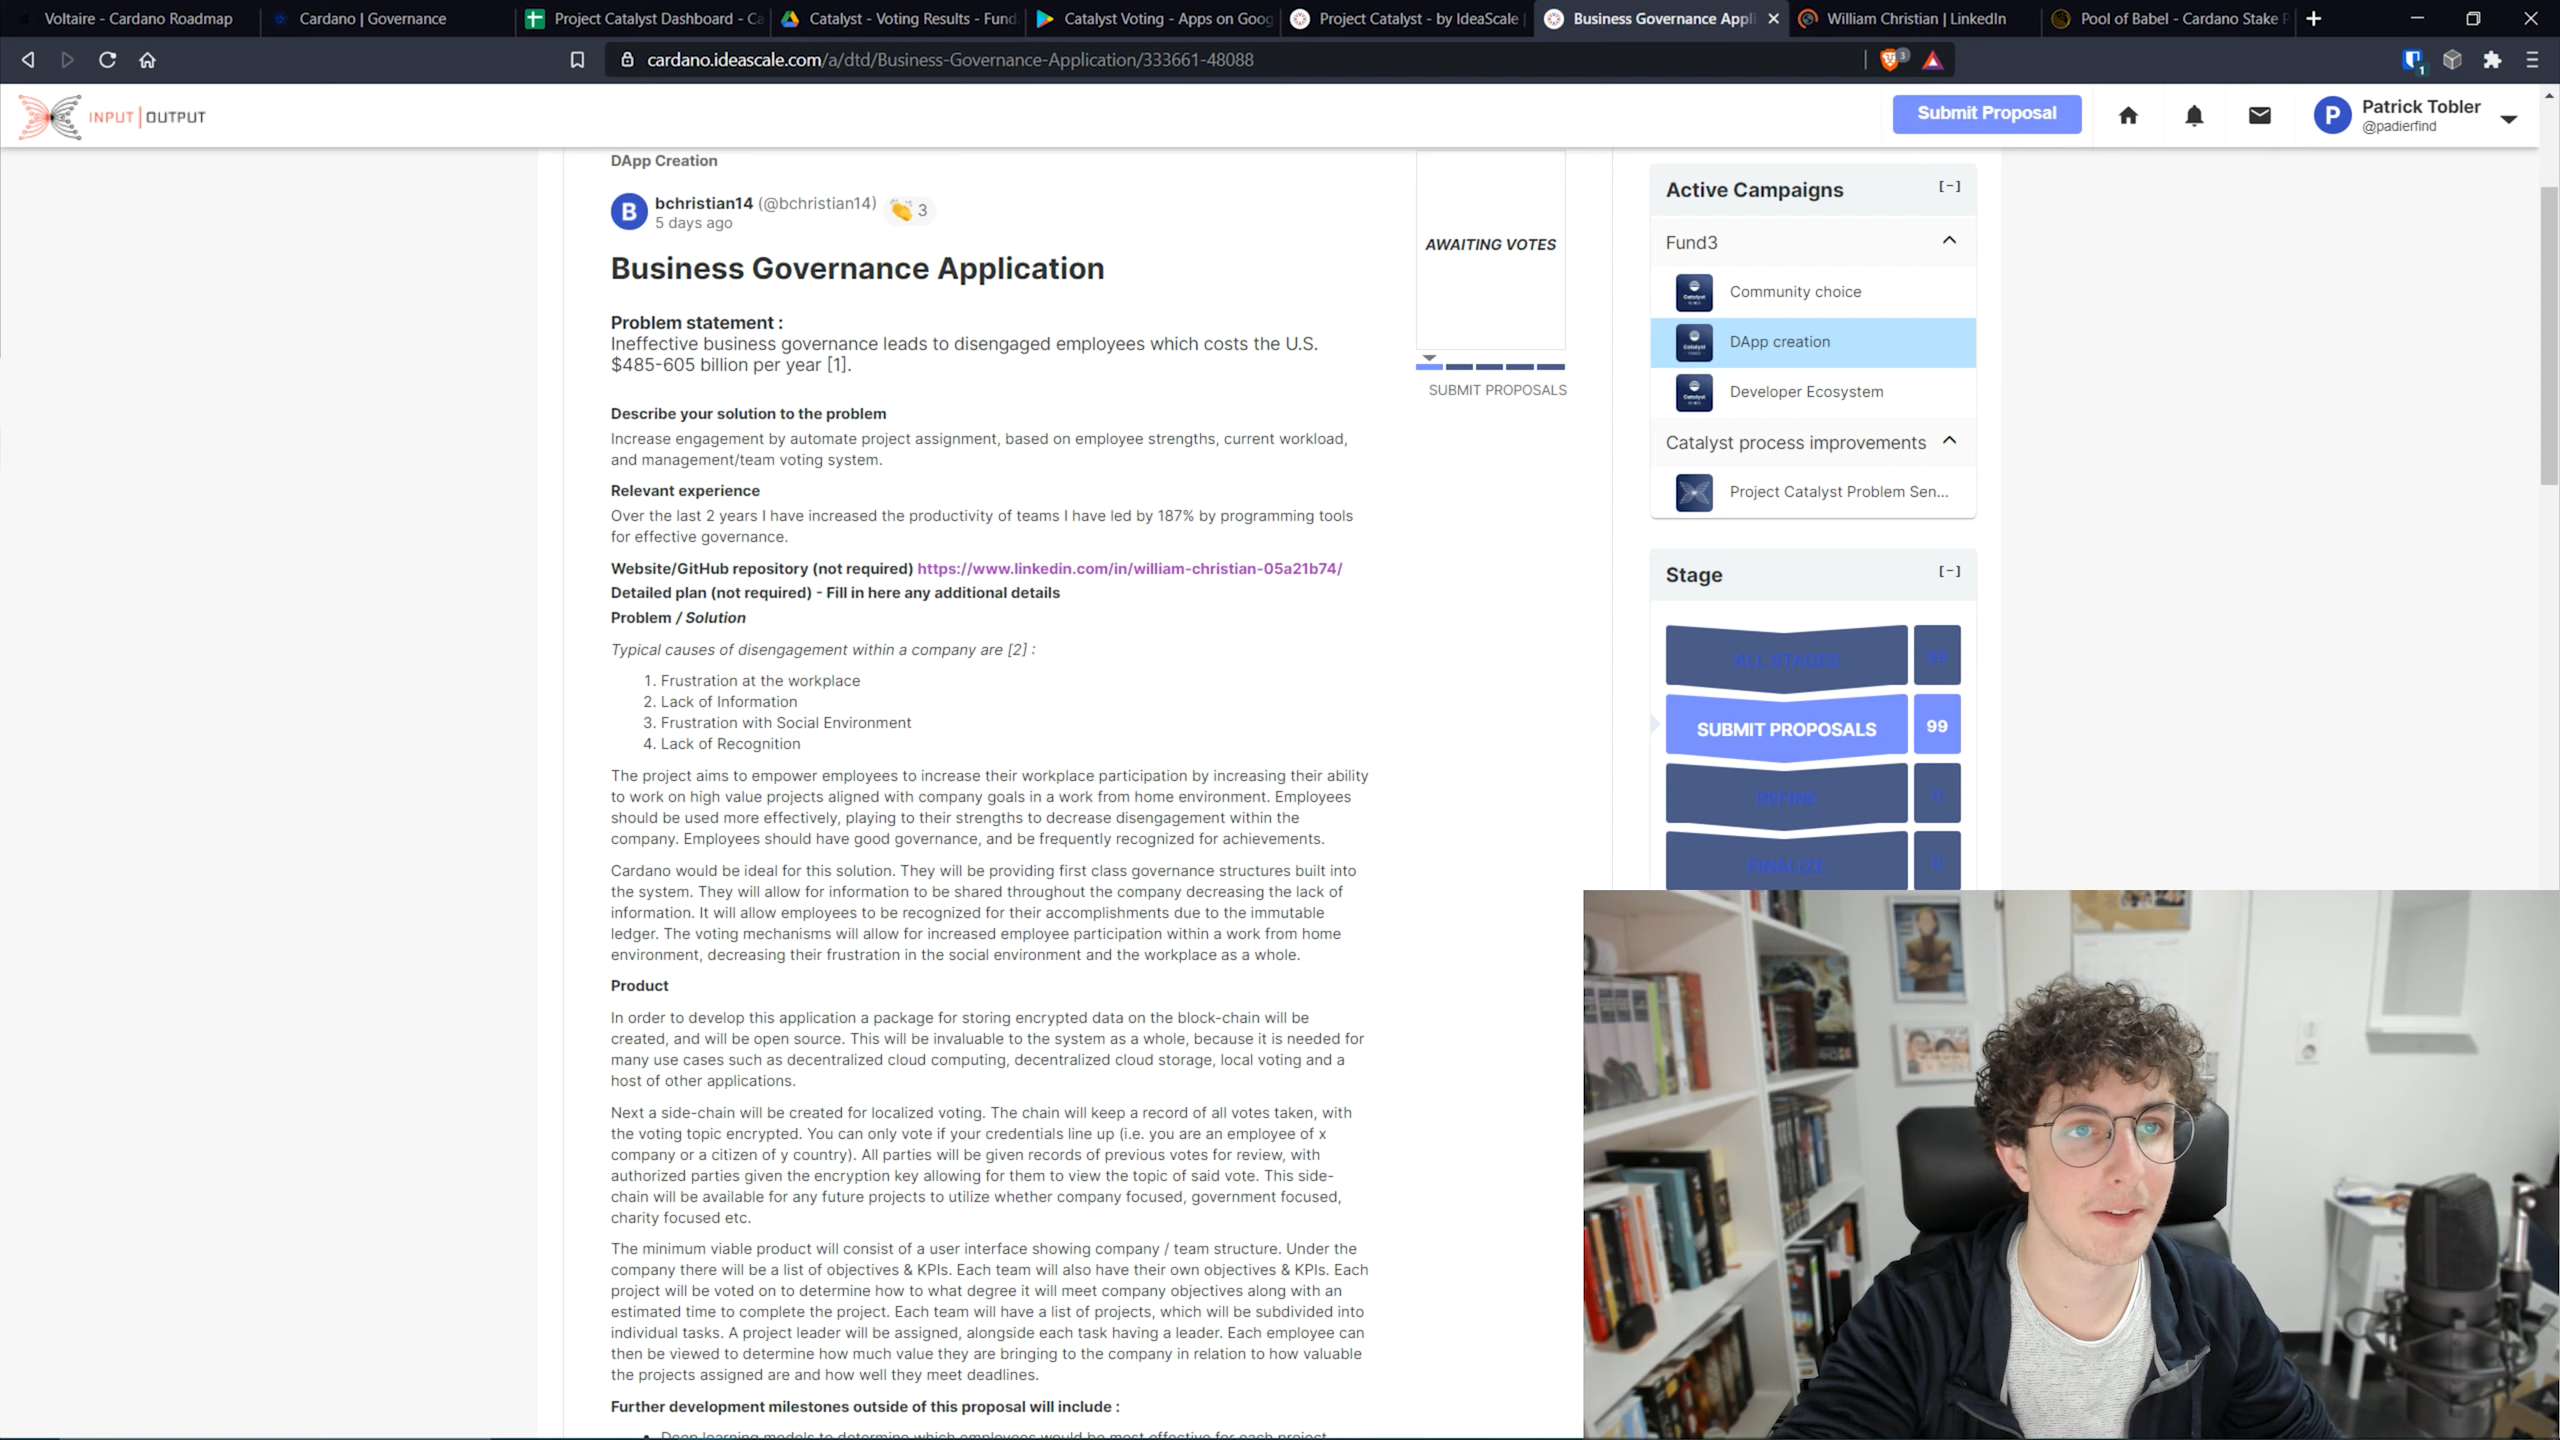 Voltaire - Cardano Roadmap
Cardano | Governance
Project Catalyst Dashboard - Ca
Catalyst - Voting Results - Fund
Catalyst Voting - Apps on Goog
Project Catalyst - by IdeaScale
Business Governance Appli
William Christian | LinkedIn
Pool of Babel - Cardano Stake P
cardano.ideascale.com/a/dtd/Business-Governance-Application/333661-48088
3
1
INPUT | OUTPUT
Submit Proposal
P
Patrick Tobler
@padierfind
DApp Creation
B
bchristian14 (@bchristian14) 3
5 days ago
Business Governance Application
Problem statement :
Ineffective business governance leads to disengaged employees which costs the U.S.
$485-605 billion per year [1].
Describe your solution to the problem
Increase engagement by automate project assignment, based on employee strengths, current workload,
and management/team voting system.
Relevant experience
Over the last 2 years I have increased the productivity of teams I have led by 187% by programming tools
for effective governance.
Website/GitHub repository (not required) https://www.linkedin.com/in/william-christian-05a21b74/
Detailed plan (not required) - Fill in here any additional details
Problem / Solution
Typical causes of disengagement within a company are [2] :
1. Frustration at the workplace
2. Lack of Information
3. Frustration with Social Environment
4. Lack of Recognition
The project aims to empower employees to increase their workplace participation by increasing their ability
to work on high value projects aligned with company goals in a work from home environment. Employees
should be used more effectively, playing to their strengths to decrease disengagement within the
company. Employees should have good governance, and be frequently recognized for achievements.
Cardano would be ideal for this solution. They will be providing first class governance structures built into
the system. They will allow for information to be shared throughout the company decreasing the lack of
information. It will allow employees to be recognized for their accomplishments due to the immutable
ledger. The voting mechanisms will allow for increased employee participation within a work from home
environment, decreasing their frustration in the social environment and the workplace as a whole.
Product
In order to develop this application a package for storing encrypted data on the block-chain will be
created, and will be open source. This will be invaluable to the system as a whole, because it is needed for
many use cases such as decentralized cloud computing, decentralized cloud storage, local voting and a
host of other applications.
Next a side-chain will be created for localized voting. The chain will keep a record of all votes taken, with
the voting topic encrypted. You can only vote if your credentials line up (i.e. you are an employee of x
company or a citizen of y country). All parties will be given records of previous votes for review, with
authorized parties given the encryption key allowing for them to view the topic of said vote. This side-
chain will be available for any future projects to utilize whether company focused, government focused,
charity focused etc.
The minimum viable product will consist of a user interface showing company / team structure. Under the
company there will be a list of objectives & KPIs. Each team will also have their own objectives & KPIs. Each
project will be voted on to determine how to what degree it will meet company objectives along with an
estimated time to complete the project. Each team will have a list of projects, which will be subdivided into
individual tasks. A project leader will be assigned, alongside each task having a leader. Each employee can
then be viewed to determine how much value they are bringing to the company in relation to how valuable
the projects assigned are and how well they meet deadlines.
Further development milestones outside of this proposal will include :
Deep learning models to determine which employees would be most effective for each project
AWAITING VOTES
SUBMIT PROPOSALS
Active Campaigns [-]
Fund3
Community choice
DApp creation
Developer Ecosystem
Catalyst process improvements
Project Catalyst Problem Sen...
Stage [-]
ALL STAGES 99
SUBMIT PROPOSALS 99
REFINE 0
FINALIZE 0